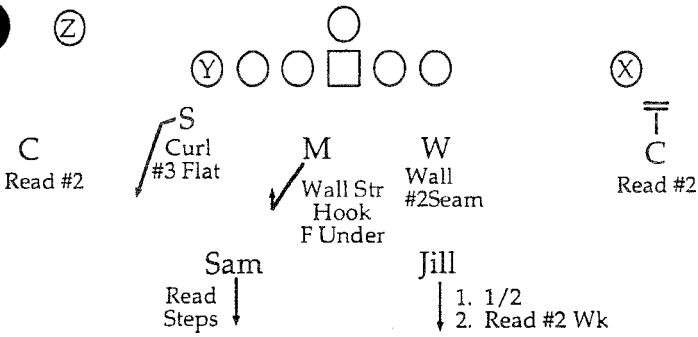 Z
Y
X
S
Curl
#3 Flat
C
Read #2
M
Wall Str
Hook
F Under
W
Wall
#2Seam
C
Read #2
Sam
Read
Steps
Jill
1. 1/2
2. Read #2 Wk